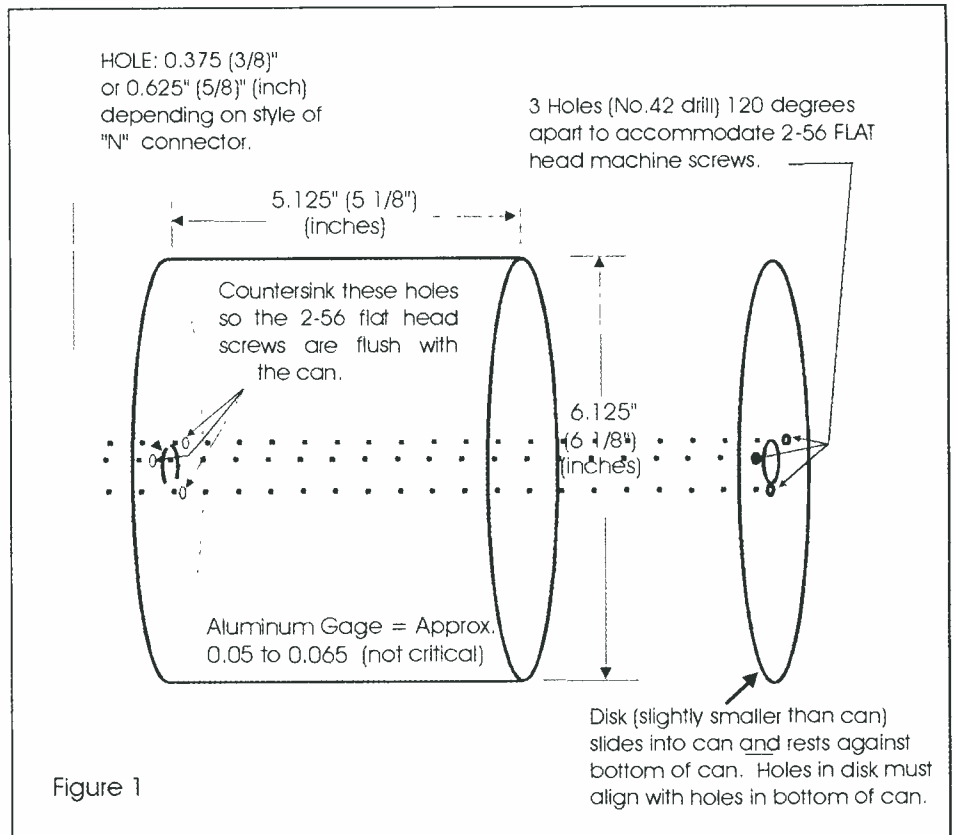 HOLE: 0.375 (3/8)"
or 0.625" (5/8)" (inch)
depending on style of
"N" connector.
3 Holes (No.42 drill) 120 degrees
apart to accommodate 2-56 FLAT
head machine screws.
5.125" (5 1/8")
(inches)
Countersink these holes
so the 2-56 flat head
screws are flush with
the can.
6.125"
(6 1/8")
(inches)
Aluminum Gage = Approx.
0.05 to 0.065 (not critical)
Disk (slightly smaller than can)
slides into can and rests against
bottom of can. Holes in disk must
align with holes in bottom of can.
Figure 1